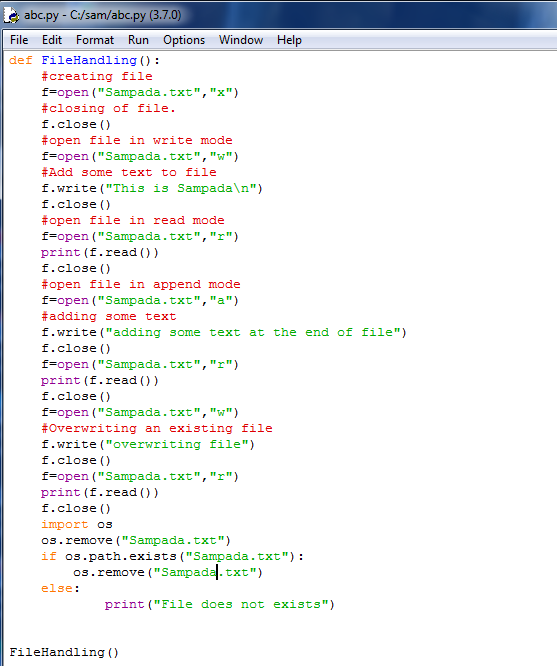 abc.py - C:/sam/abc.py (3.7.0)
File Edit Format Run Options Window Help
def FileHandling():
    #creating file
    f=open("Sampada.txt","x")
    #closing of file.
    f.close()
    #open file in write mode
    f=open("Sampada.txt","w")
    #Add some text to file
    f.write("This is Sampada\n")
    f.close()
    #open file in read mode
    f=open("Sampada.txt","r")
    print(f.read())
    f.close()
    #open file in append mode
    f=open("Sampada.txt","a")
    #adding some text
    f.write("adding some text at the end of file")
    f.close()
    f=open("Sampada.txt","r")
    print(f.read())
    f.close()
    f=open("Sampada.txt","w")
    #Overwriting an existing file
    f.write("overwriting file")
    f.close()
    f=open("Sampada.txt","r")
    print(f.read())
    f.close()
    import os
    os.remove("Sampada.txt")
    if os.path.exists("Sampada.txt"):
        os.remove("Sampada.txt")
    else:
            print("File does not exists")
FileHandling()